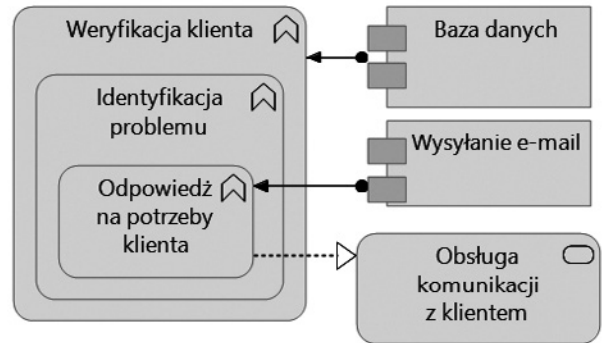 Weryfikacja klienta
Identyfikacja
problemu
Odpowiedź
na potrzeby
klienta
Baza danych
Wysyłanie e-mail
Obsługa
komunikacji
z klientem